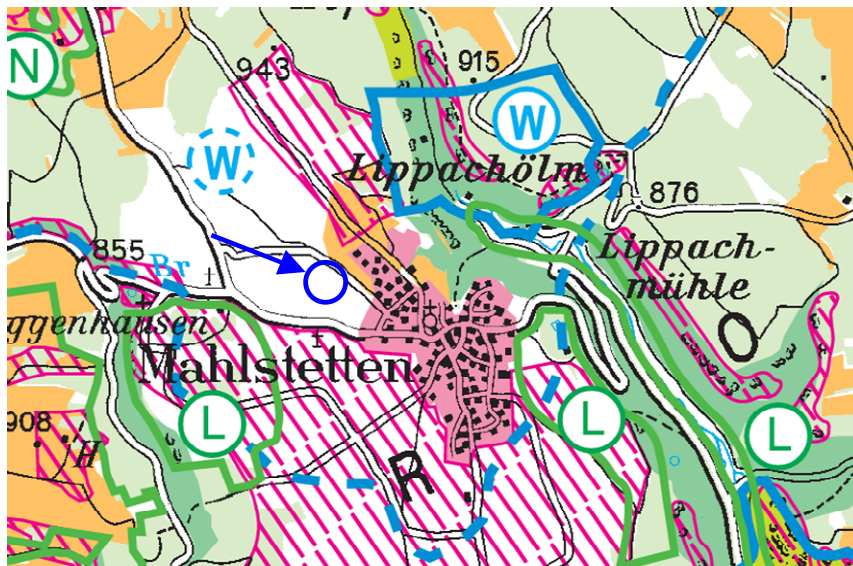 943
915
N
W
W
Lippachölm
876
855
Br
Lippach-
mühle
ggenhausen
Mahlstetten
L
L
L
908
H
R